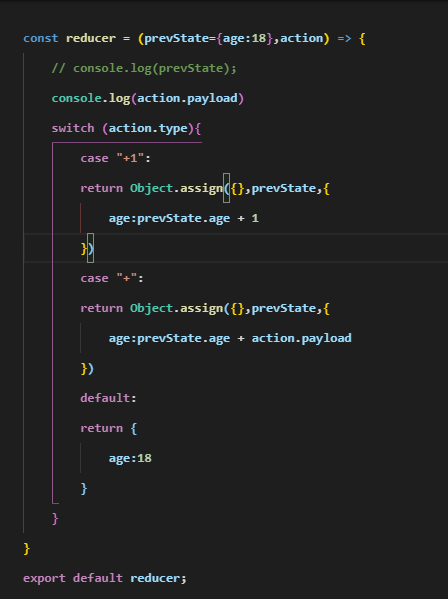 const reducer = (prevState={age:18},action) => {
// console.log(prevState);
console.log(action.payload)
switch (action.type){
case "+1":
return Object.assign({},prevState,{
age:prevState.age + 1
})
case "+":
return Object.assign({},prevState,{
age:prevState.age + action.payload
})
default:
return {
age:18
}
}
}
export default reducer;